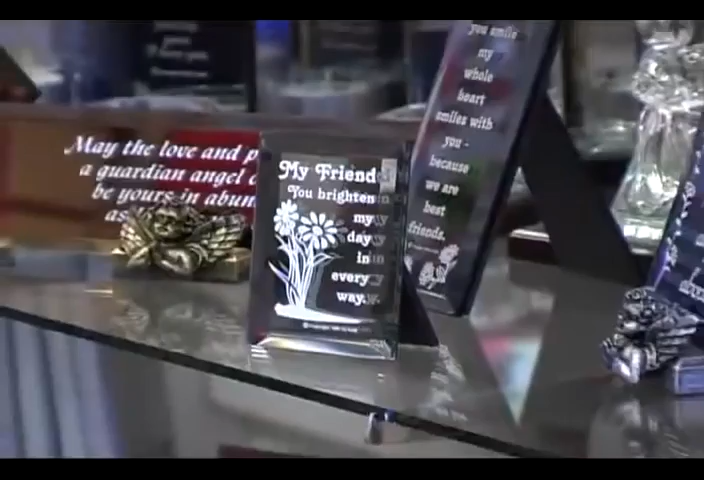 you smile
my
whole
heart
smiles with
you -
because
we are
best
friends.
May the love and
a guardian angel
be yours in
My Friend
You brighten
my
day
in
every
way.